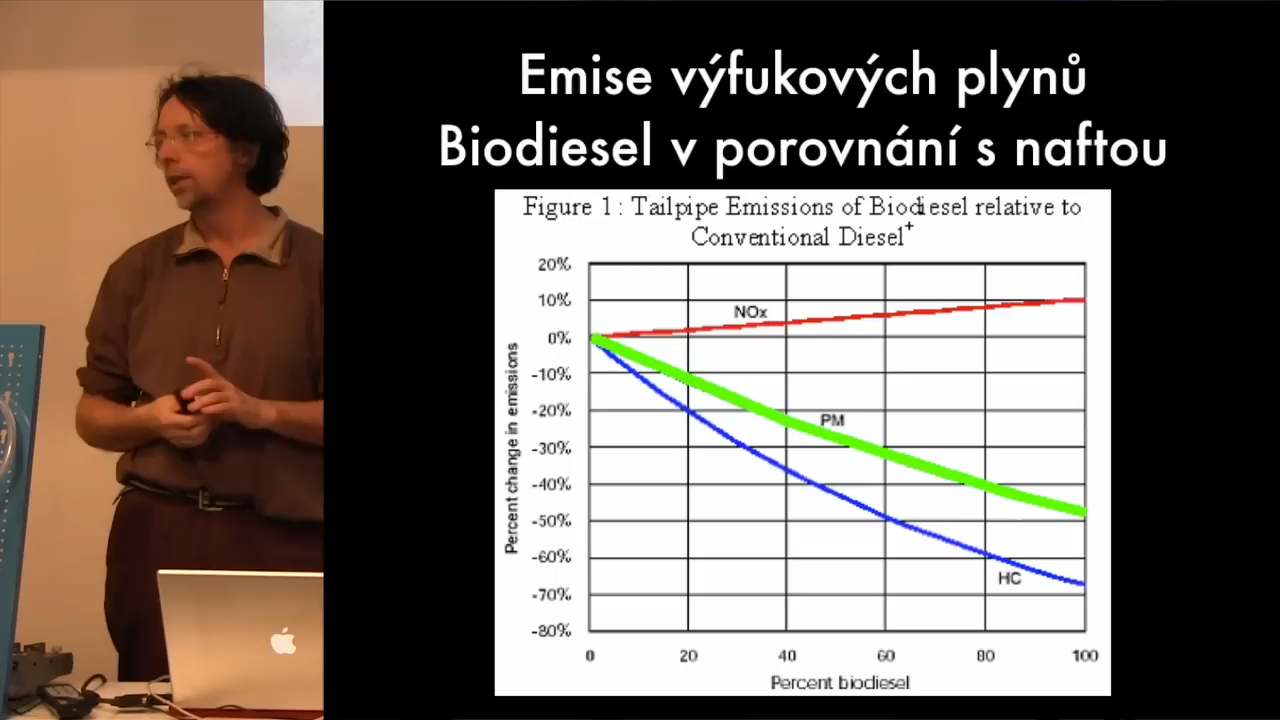 Emise výfukových plynů
Biodiesel v porovnání s naftou
Figure 1: Tailpipe Emissions of Biodiesel relative to
Conventional Diesel+
20%
10%
0%
-10%
-20%
-30%
-40%
-50%
-60%
-70%
-80%
Percent change in emissions
NOx
PM
HC
0 20 40 60 80 100
Percent biodiesel